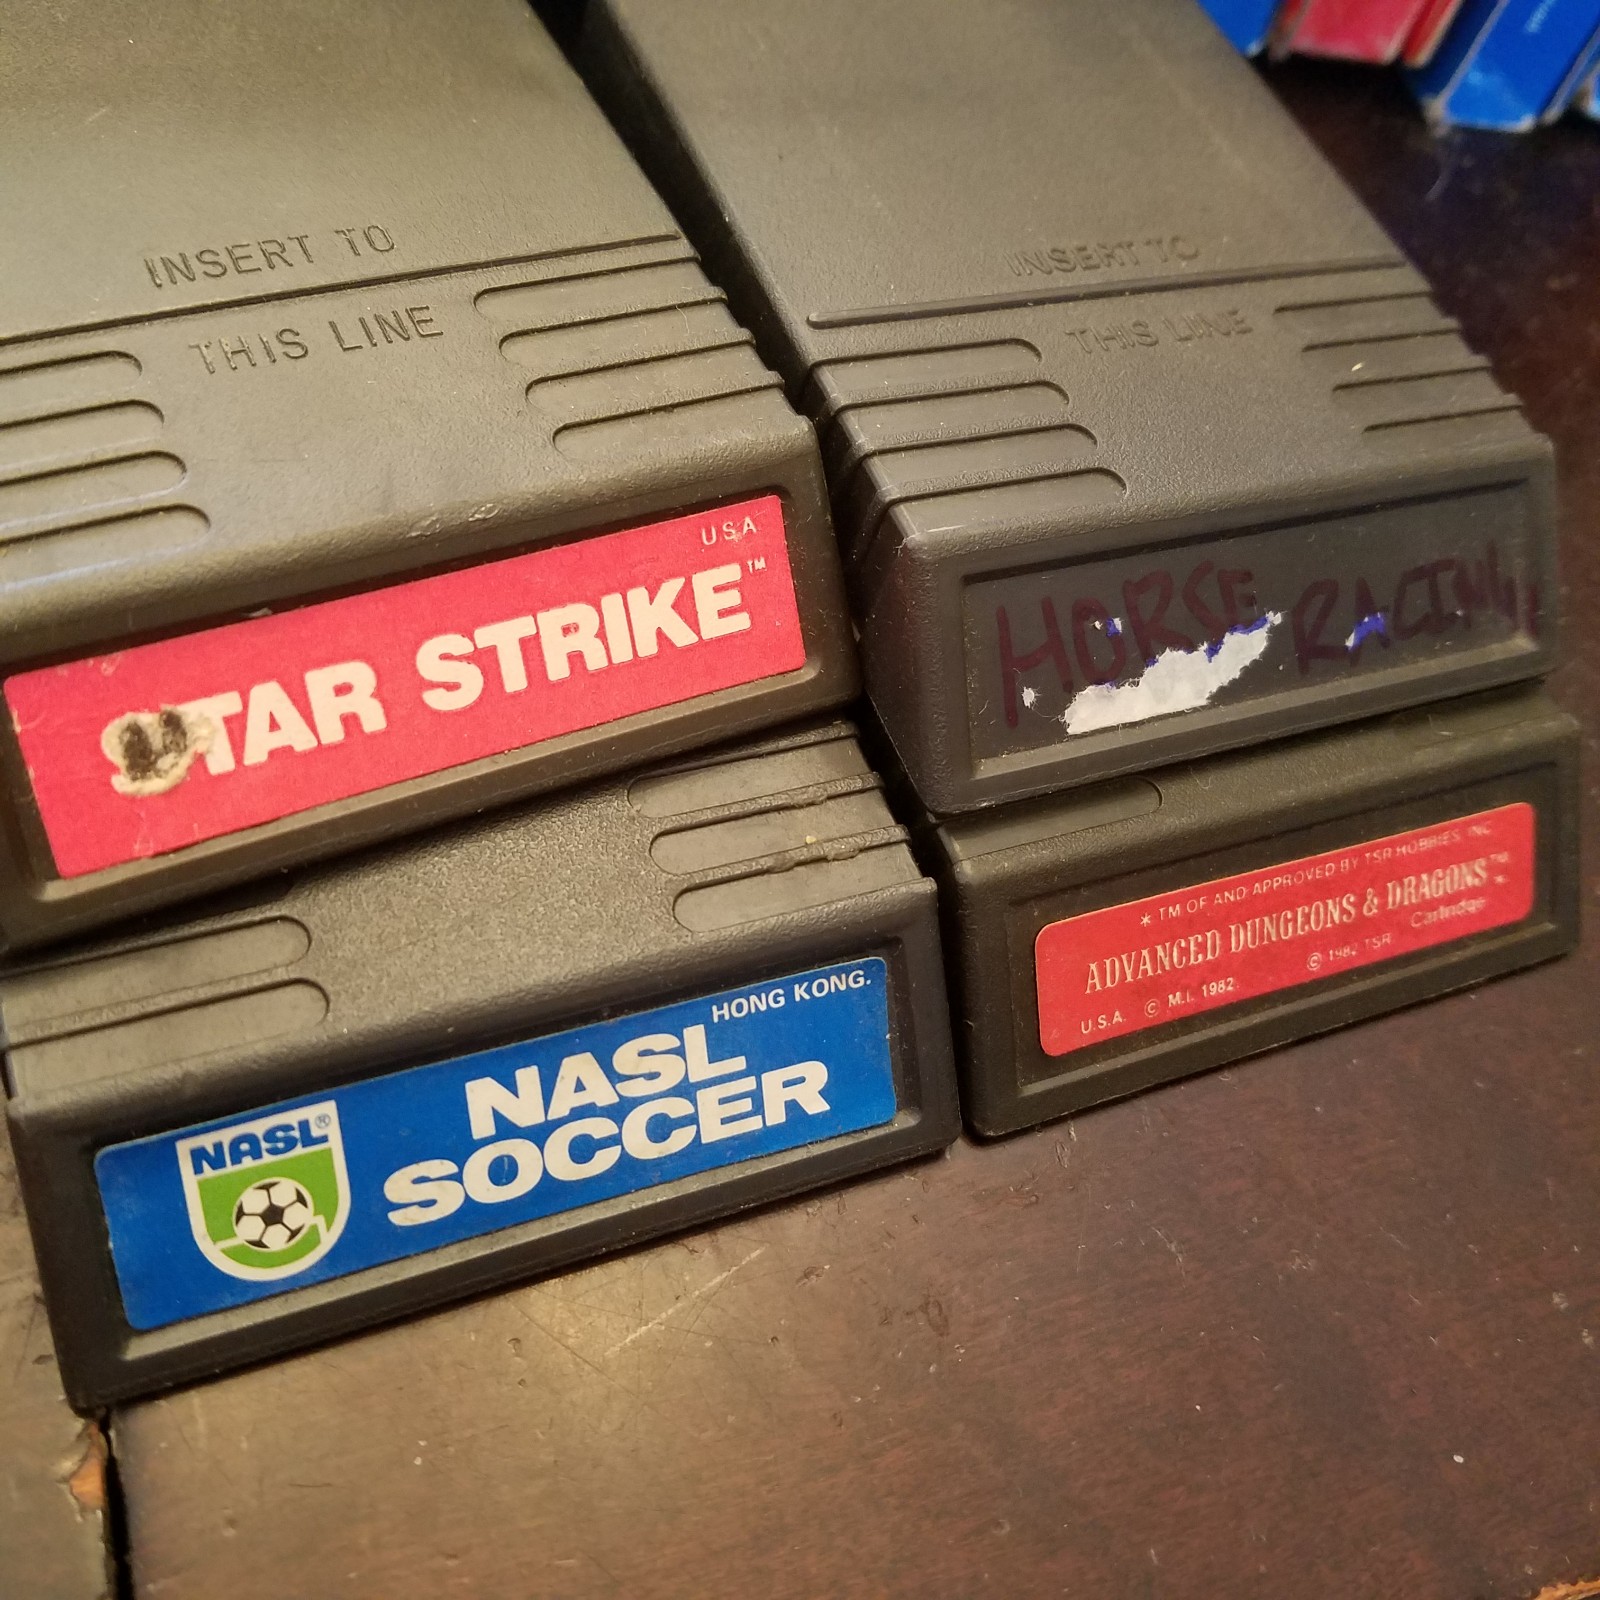 INSERT TO
THIS LINE
USA
STAR STRIKE™
INSERT TO
THIS LINE
HORSE RACING
HONG KONG.
NASL®
NASL
SOCCER
* TM OF AND APPROVED BY TSR HOBBIES, INC
ADVANCED DUNGEONS & DRAGONS™*
Cartridge
U.S.A. © M.I. 1982. © 1982 TSR